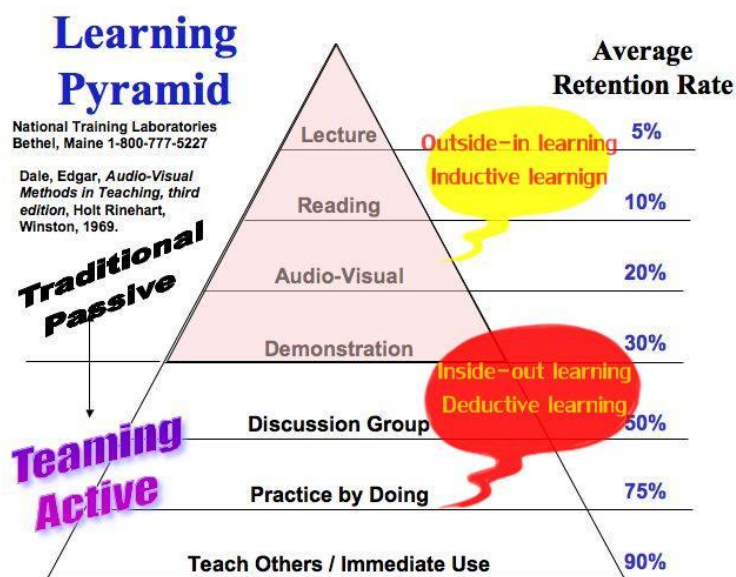 Learning
Pyramid
National Training Laboratories
Bethel, Maine 1-800-777-5227
Dale, Edgar, Audio-Visual
Methods in Teaching, third
edition, Holt Rinehart,
Winston, 1969.
Traditional
Passive
Teaming
Active
Average
Retention Rate
Lecture 5%
Reading 10%
Audio-Visual 20%
Demonstration 30%
Discussion Group 50%
Practice by Doing 75%
Teach Others / Immediate Use 90%
Outside-in learning
Inductive learnign
Inside-out learning
Deductive learning